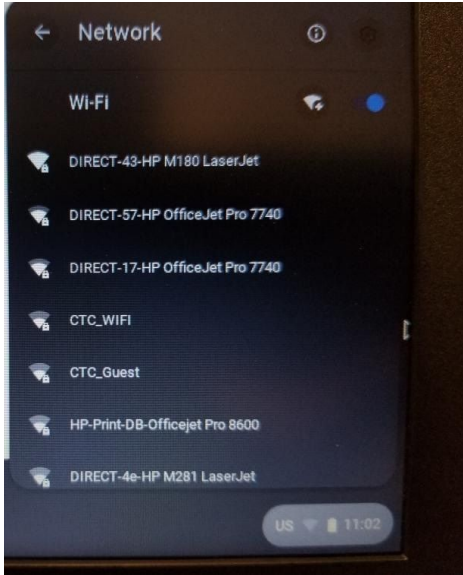 Network
Wi-Fi
DIRECT-43-HP M180 LaserJet
DIRECT-57-HP OfficeJet Pro 7740
DIRECT-17-HP OfficeJet Pro 7740
CTC_WIFI
CTC_Guest
HP-Print-DB-Officejet Pro 8600
DIRECT-4e-HP M281 LaserJet
US 11:02